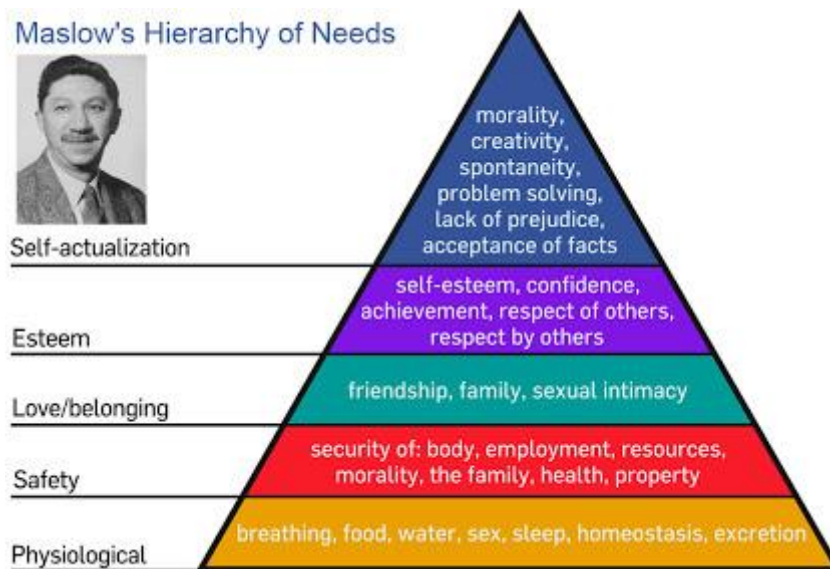 Maslow's Hierarchy of Needs
morality,
creativity,
spontaneity,
problem solving,
lack of prejudice,
acceptance of facts
Self-actualization
self-esteem, confidence,
achievement, respect of others,
respect by others
Esteem
friendship, family, sexual intimacy
Love/belonging
security of: body, employment, resources,
morality, the family, health, property
Safety
breathing, food, water, sex, sleep, homeostasis, excretion
Physiological